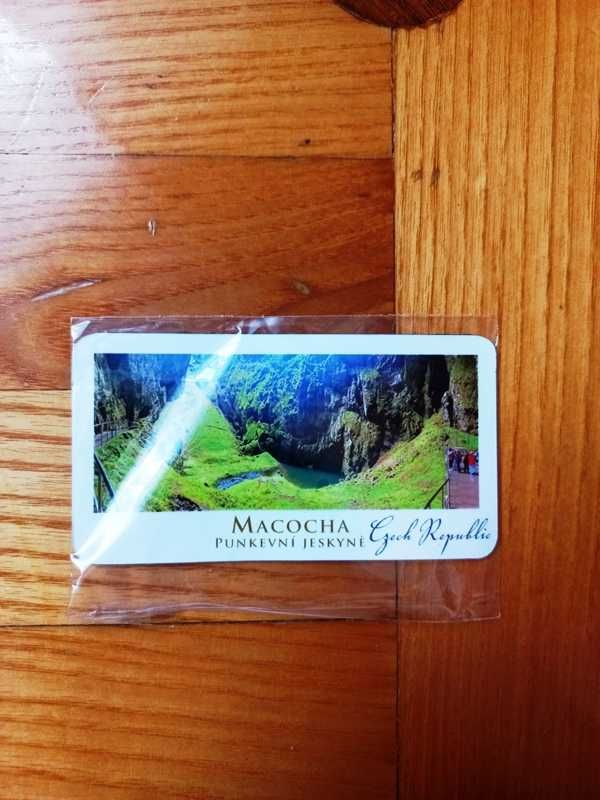 Macocha
Punkevní jeskyně
Czech Republic